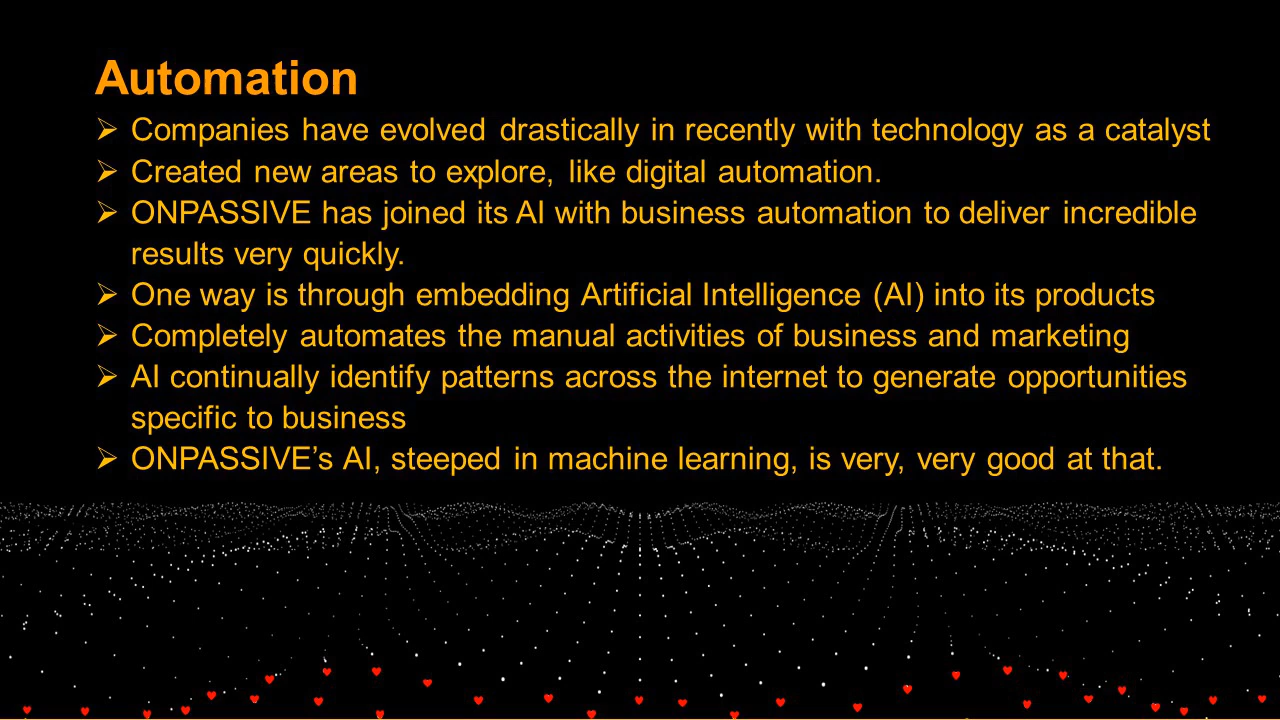 Automation
➢ Companies have evolved drastically in recently with technology as a catalyst
➢ Created new areas to explore, like digital automation.
➢ ONPASSIVE has joined its AI with business automation to deliver incredible
results very quickly.
➢ One way is through embedding Artificial Intelligence (AI) into its products
➢ Completely automates the manual activities of business and marketing
➢ AI continually identify patterns across the internet to generate opportunities
specific to business
➢ ONPASSIVE’s AI, steeped in machine learning, is very, very good at that.